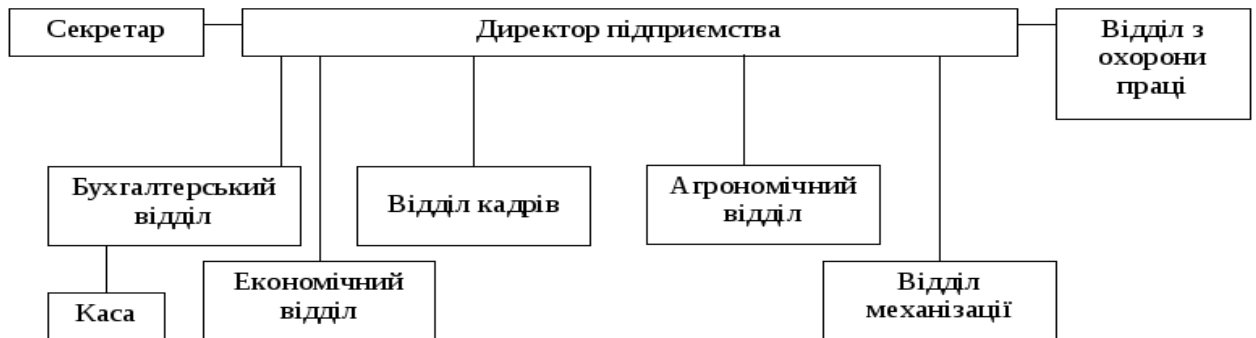 Секретар
Директор підприємства
Відділ з
охорони
праці
Бухгалтерський
відділ
Відділ кадрів
Агрономічний
відділ
Каса
Економічний
відділ
Відділ
механізації